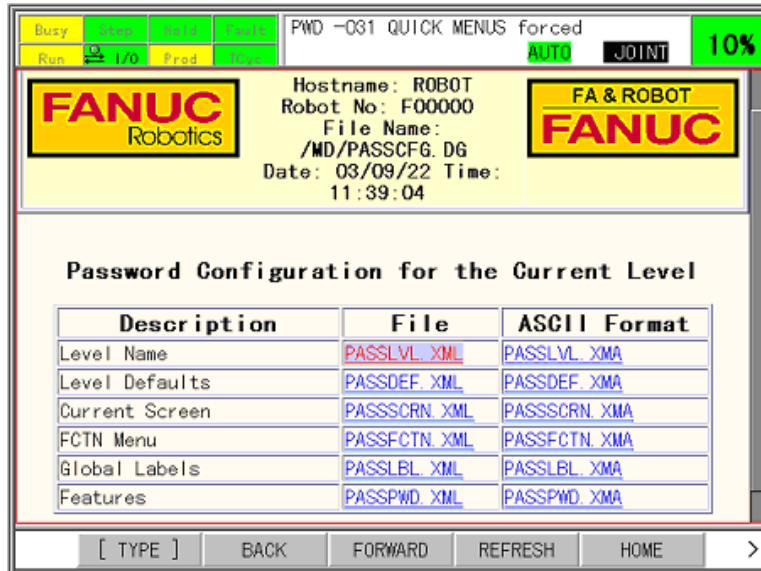 Busy Step Hold Fault PWD -031 QUICK MENUS forced
Run I/O Prod TCyc AUTO JOINT 10%
FANUC
Robotics
Hostname: ROBOT
Robot No: F00000
File Name:
/MD/PASSCFG.DG
Date: 03/09/22 Time:
11:39:04
FA & ROBOT
FANUC
Password Configuration for the Current Level
Description File ASCII Format
Level Name PASSLVL.XML PASSLVL.XMA
Level Defaults PASSDEF.XML PASSDEF.XMA
Current Screen PASSSCRN.XML PASSSCRN.XMA
FCTN Menu PASSFCTN.XML PASSFCTN.XMA
Global Labels PASSLBL.XML PASSLBL.XMA
Features PASSPWD.XML PASSPWD.XMA
[ TYPE ] BACK FORWARD REFRESH HOME >